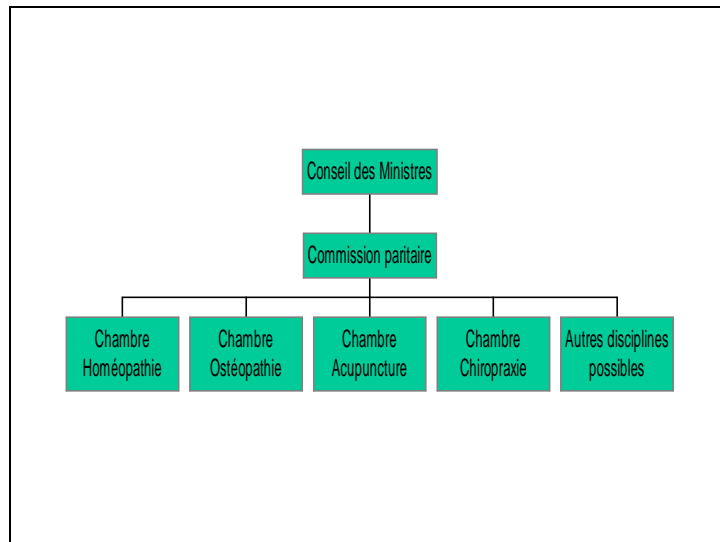 Conseil des Ministres
Commission paritaire
Chambre
Homéopathie
Chambre
Ostéopathie
Chambre
Acupuncture
Chambre
Chiropraxie
Autres disciplines
possibles